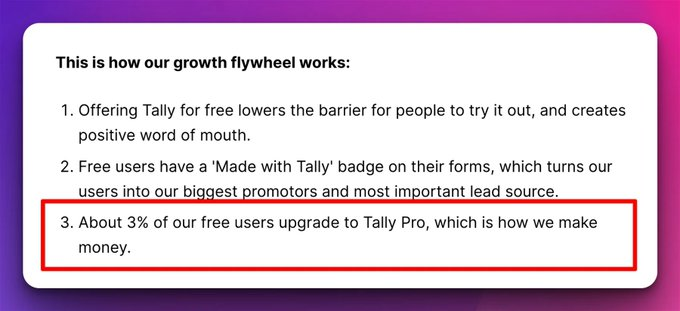 This is how our growth flywheel works:
1. Offering Tally for free lowers the barrier for people to try it out, and creates
positive word of mouth.
2. Free users have a 'Made with Tally' badge on their forms, which turns our
users into our biggest promotors and most important lead source.
3. About 3% of our free users upgrade to Tally Pro, which is how we make
money.